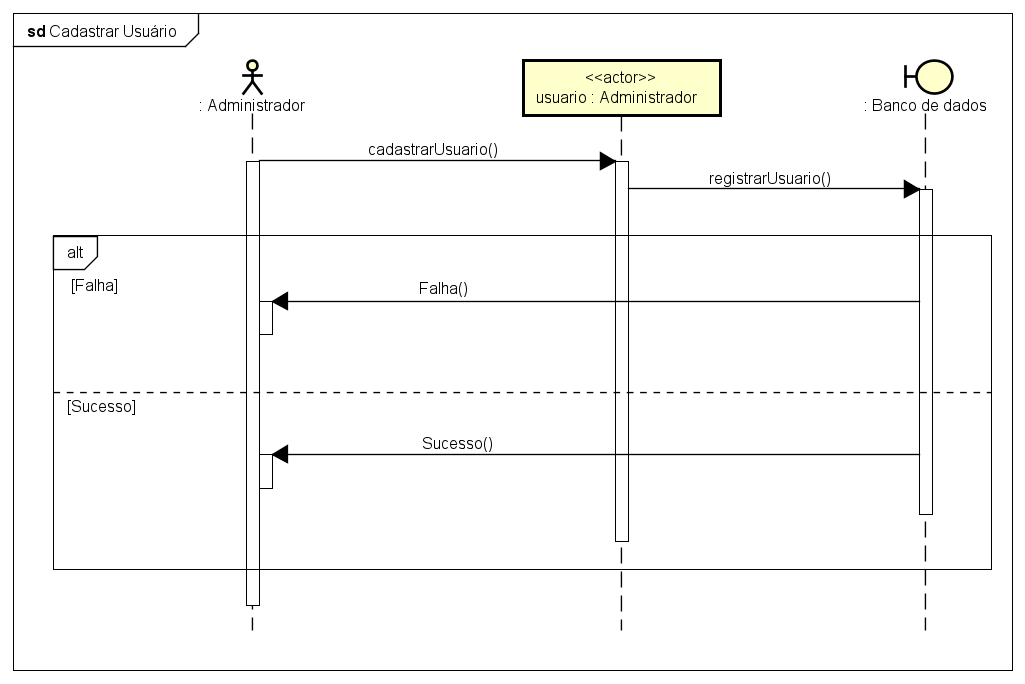 sd Cadastrar Usuário
: Administrador
<<actor>>
usuario : Administrador
: Banco de dados
cadastrarUsuario()
registrarUsuario()
alt
[Falha]
Falha()
[Sucesso]
Sucesso()